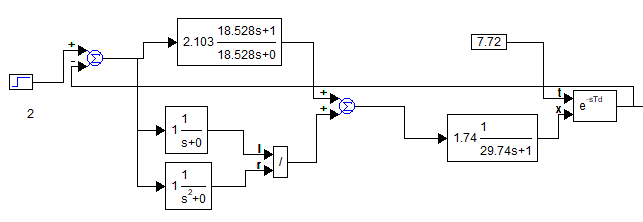 +
-
Σ
2
2.103 18.528s+1
18.528s+0
7.72
1 1
s+0
1 1
s²+0
l
r
/
+
+
Σ
1.74 1
29.74s+1
t
x
e^-sTd